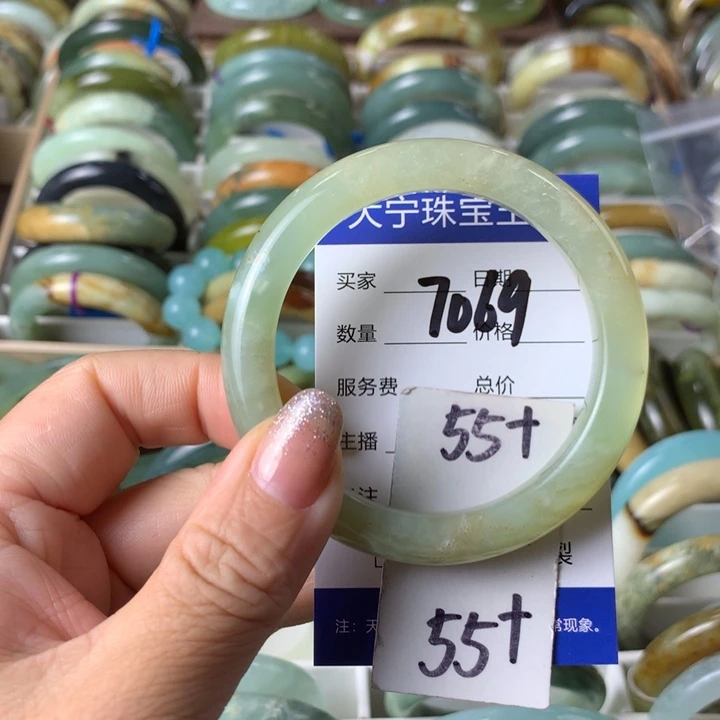 天宁珠宝
买家 日期
7069
数量 价格
服务费 总价
主播
55+
注
55+
注: 天 常现象。